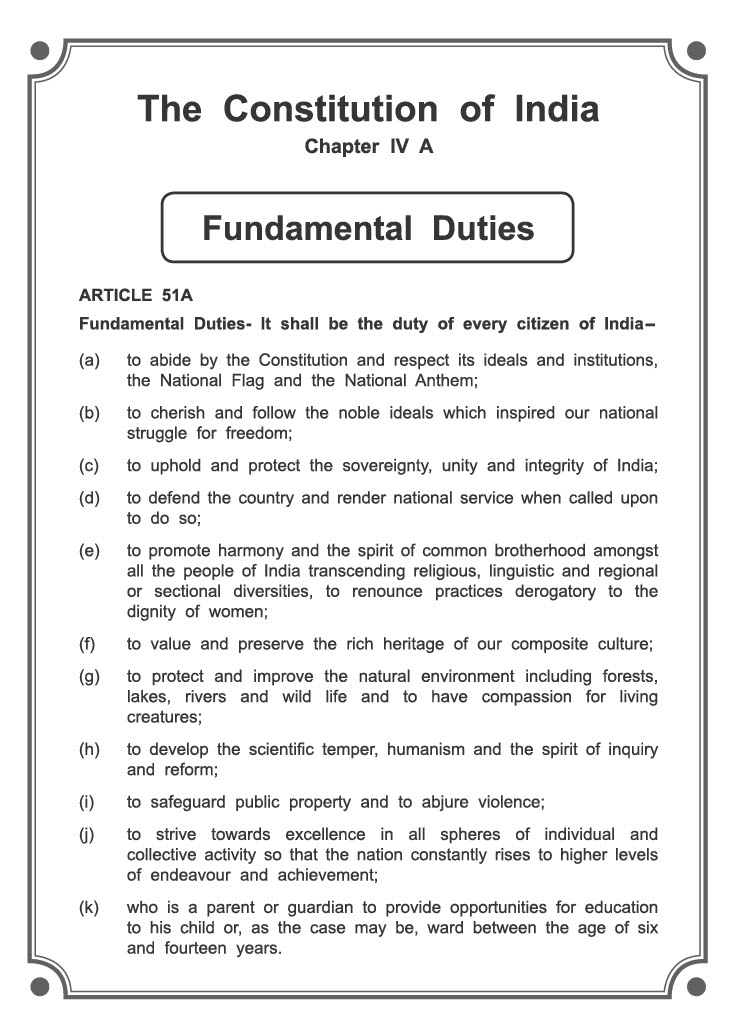 The Constitution of India
Chapter IV A
Fundamental Duties
ARTICLE 51A
Fundamental Duties- It shall be the duty of every citizen of India–
(a) to abide by the Constitution and respect its ideals and institutions,
the National Flag and the National Anthem;
(b) to cherish and follow the noble ideals which inspired our national
struggle for freedom;
(c) to uphold and protect the sovereignty, unity and integrity of India;
(d) to defend the country and render national service when called upon
to do so;
(e) to promote harmony and the spirit of common brotherhood amongst
all the people of India transcending religious, linguistic and regional
or sectional diversities, to renounce practices derogatory to the
dignity of women;
(f) to value and preserve the rich heritage of our composite culture;
(g) to protect and improve the natural environment including forests,
lakes, rivers and wild life and to have compassion for living
creatures;
(h) to develop the scientific temper, humanism and the spirit of inquiry
and reform;
(i) to safeguard public property and to abjure violence;
(j) to strive towards excellence in all spheres of individual and
collective activity so that the nation constantly rises to higher levels
of endeavour and achievement;
(k) who is a parent or guardian to provide opportunities for education
to his child or, as the case may be, ward between the age of six
and fourteen years.